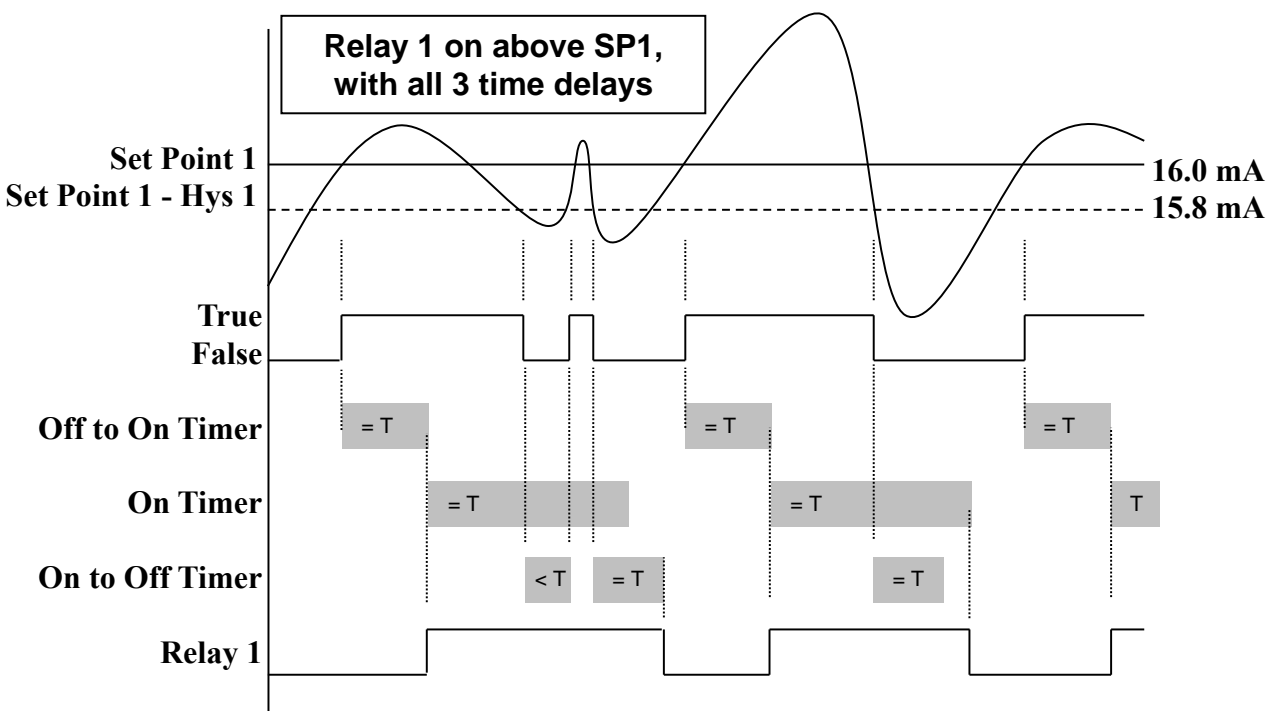 Relay 1 on above SP1,
with all 3 time delays
Set Point 1
16.0 mA
Set Point 1 - Hys 1
15.8 mA
True
False
Off to On Timer
= T
= T
= T
On Timer
= T
= T
T
On to Off Timer
< T
= T
= T
Relay 1